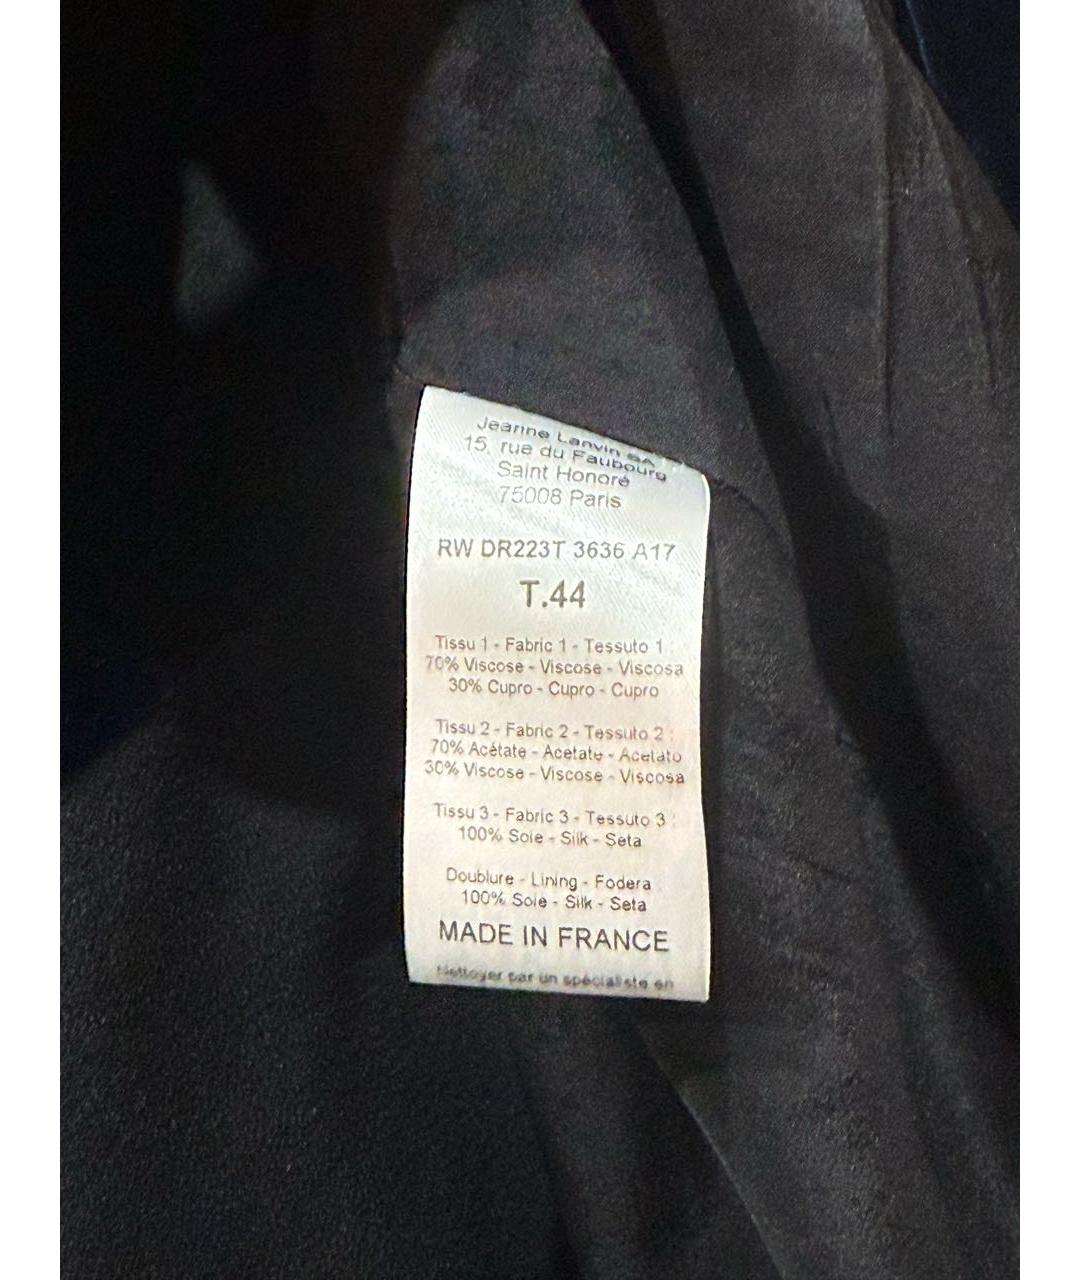 Jeanne Lanvin SA
15, rue du Faubourg
Saint Honoré
75008 Paris
RW DR223T 3636 A17
T.44
Tissu 1 - Fabric 1 - Tessuto 1 :
70% Viscose - Viscose - Viscosa
30% Cupro - Cupro - Cupro
Tissu 2 - Fabric 2 - Tessuto 2 :
70% Acétate - Acetate - Acetato
30% Viscose - Viscose - Viscosa
Tissu 3 - Fabric 3 - Tessuto 3 :
100% Soie - Silk - Seta
Doublure - Lining - Fodera :
100% Soie - Silk - Seta
MADE IN FRANCE
Nettoyer par un spécialiste en